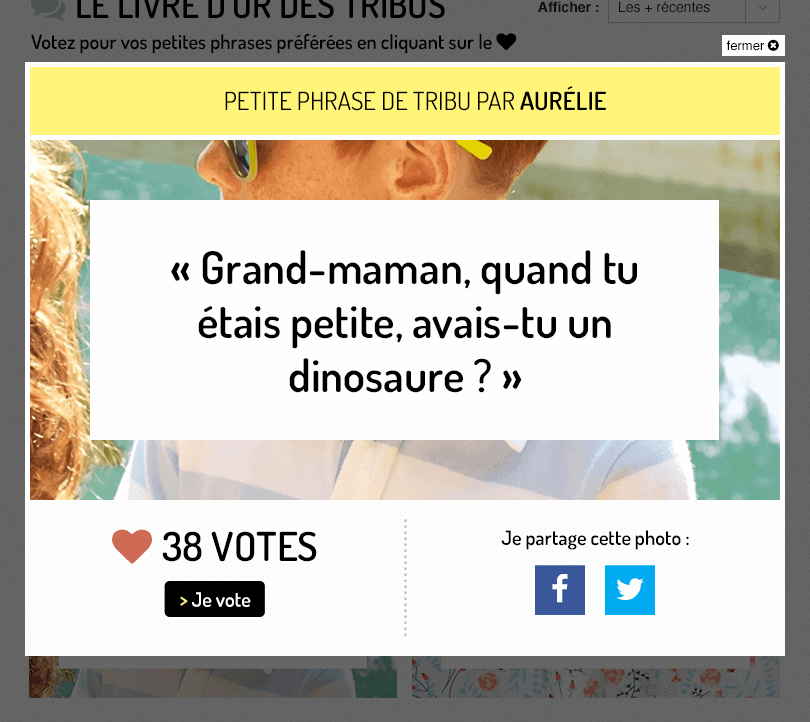 LE LIVRE D'OR DES TRIBUS
Afficher :
Les + récentes
Votez pour vos petites phrases préférées en cliquant sur le
fermer
PETITE PHRASE DE TRIBU PAR AURÉLIE
« Grand-maman, quand tu
étais petite, avais-tu un
dinosaure ? »
38 VOTES
> Je vote
Je partage cette photo :